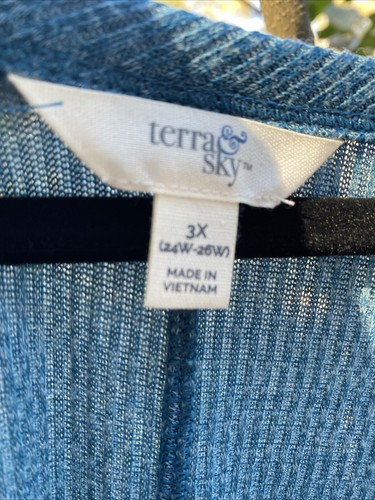 terra &
sky™
3X
(24W-26W)
MADE IN
VIETNAM